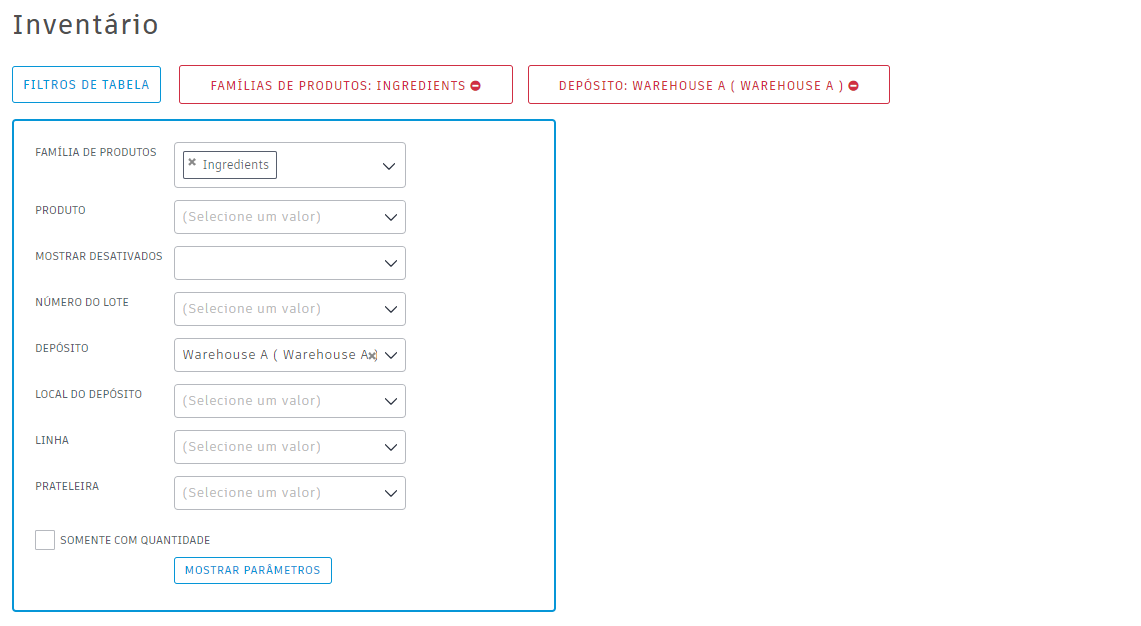 Inventário
FILTROS DE TABELA
FAMÍLIAS DE PRODUTOS: INGREDIENTS
DEPÓSITO: WAREHOUSE A ( WAREHOUSE A )
FAMÍLIA DE PRODUTOS
× Ingredients
PRODUTO
(Selecione um valor)
MOSTRAR DESATIVADOS
NÚMERO DO LOTE
(Selecione um valor)
DEPÓSITO
Warehouse A ( Warehouse A )
LOCAL DO DEPÓSITO
(Selecione um valor)
LINHA
(Selecione um valor)
PRATELEIRA
(Selecione um valor)
SOMENTE COM QUANTIDADE
MOSTRAR PARÂMETROS